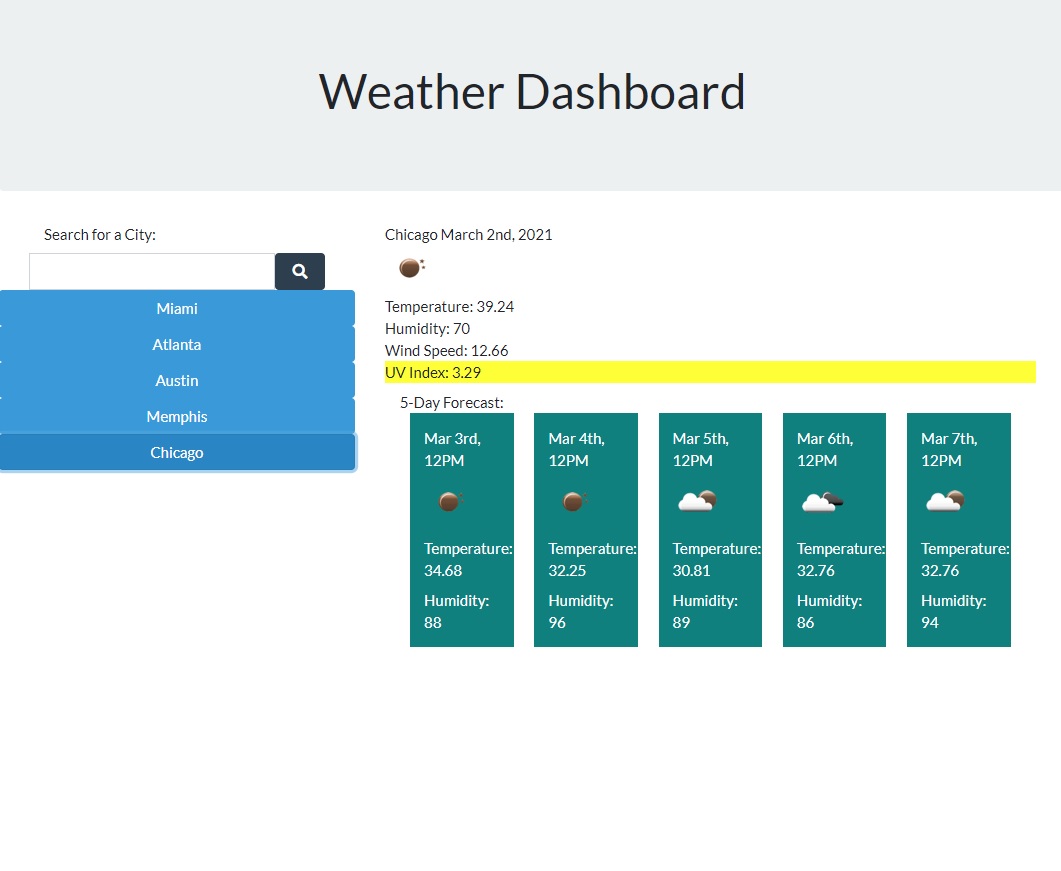 Weather Dashboard
Search for a City:
Miami
Atlanta
Austin
Memphis
Chicago
Chicago March 2nd, 2021
Temperature: 39.24
Humidity: 70
Wind Speed: 12.66
UV Index: 3.29
5-Day Forecast:
Mar 3rd,
12PM
Temperature:
34.68
Humidity:
88
Mar 4th,
12PM
Temperature:
32.25
Humidity:
96
Mar 5th,
12PM
Temperature:
30.81
Humidity:
89
Mar 6th,
12PM
Temperature:
32.76
Humidity:
86
Mar 7th,
12PM
Temperature:
32.76
Humidity:
94